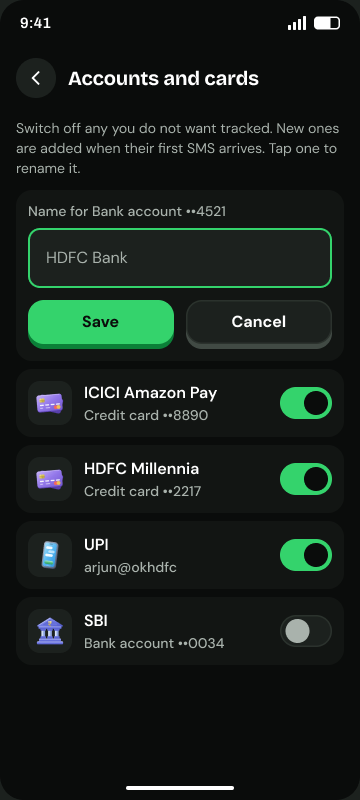 9:41
Accounts and cards
Switch off any you do not want tracked. New ones
are added when their first SMS arrives. Tap one to
rename it.
Name for Bank account ••4521
HDFC Bank
Save
Cancel
ICICI Amazon Pay
Credit card ••8890
HDFC Millennia
Credit card ••2217
UPI
arjun@okhdfc
SBI
Bank account ••0034